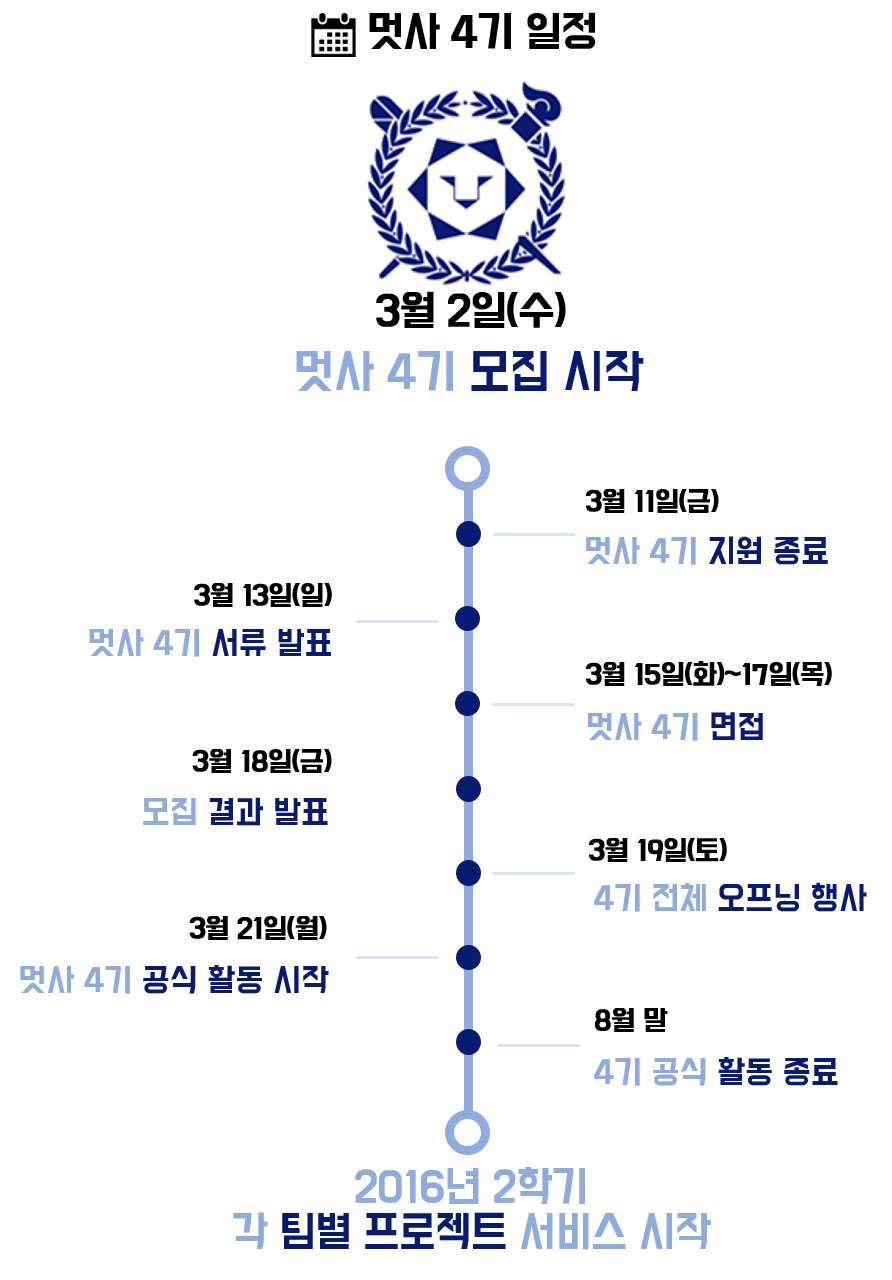 멋사 4기 일정
3월 2일(수)
멋사 4기 모집 시작
3월 11일(금)
멋사 4기 지원 종료
3월 13일(일)
멋사 4기 서류 발표
3월 15일(화)~17일(목)
멋사 4기 면접
3월 18일(금)
모집 결과 발표
3월 19일(토)
4기 전체 오프닝 행사
3월 21일(월)
멋사 4기 공식 활동 시작
8월 말
4기 공식 활동 종료
2016년 2학기
각 팀별 프로젝트 서비스 시작